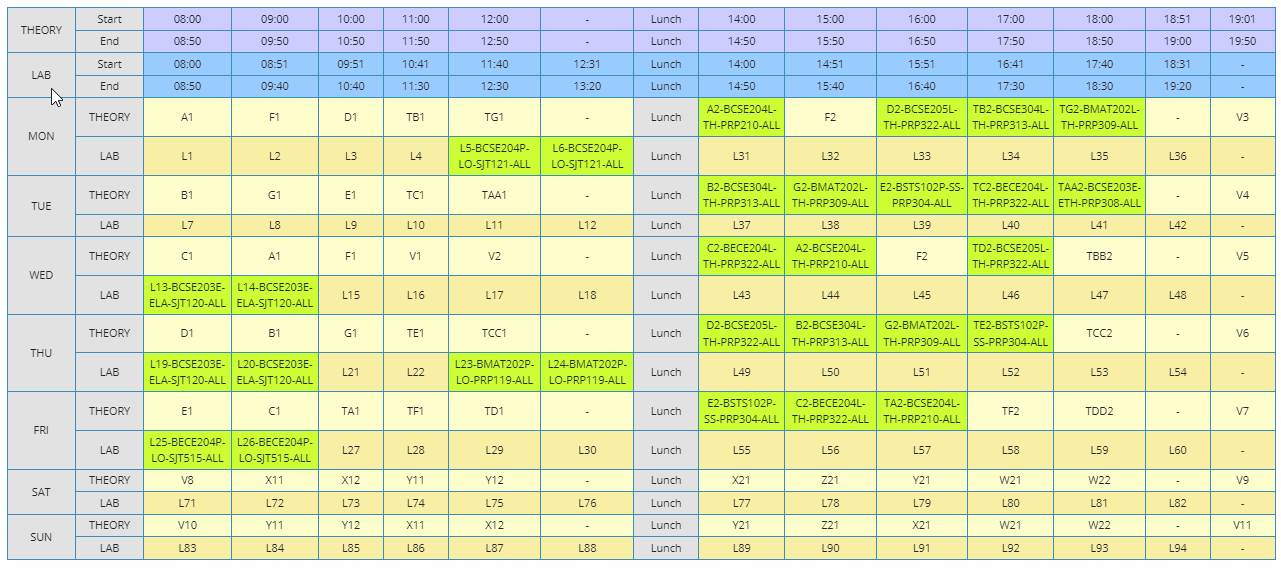 THEORY Start 08:00 09:00 10:00 11:00 12:00 - Lunch 14:00 15:00 16:00 17:00 18:00 18:51 19:01
End 08:50 09:50 10:50 11:50 12:50 - Lunch 14:50 15:50 16:50 17:50 18:50 19:00 19:50
LAB Start 08:00 08:51 09:51 10:41 11:40 12:31 Lunch 14:00 14:51 15:51 16:41 17:40 18:31 -
End 08:50 09:40 10:40 11:30 12:30 13:20 Lunch 14:50 15:40 16:40 17:30 18:30 19:20 -
MON THEORY A1 F1 D1 TB1 TG1 - Lunch A2-BCSE204L-TH-PRP210-ALL F2 D2-BCSE205L-TH-PRP322-ALL TB2-BCSE304L-TH-PRP313-ALL TG2-BMAT202L-TH-PRP309-ALL - V3
LAB L1 L2 L3 L4 L5-BCSE204P-LO-SJT121-ALL L6-BCSE204P-LO-SJT121-ALL Lunch L31 L32 L33 L34 L35 L36 -
TUE THEORY B1 G1 E1 TC1 TAA1 - Lunch B2-BCSE304L-TH-PRP313-ALL G2-BMAT202L-TH-PRP309-ALL E2-BSTS102P-SS-PRP304-ALL TC2-BECE204L-TH-PRP322-ALL TAA2-BCSE203E-ETH-PRP308-ALL - V4
LAB L7 L8 L9 L10 L11 L12 Lunch L37 L38 L39 L40 L41 L42 -
WED THEORY C1 A1 F1 V1 V2 - Lunch C2-BECE204L-TH-PRP322-ALL A2-BCSE204L-TH-PRP210-ALL F2 TD2-BCSE205L-TH-PRP322-ALL TBB2 - V5
LAB L13-BCSE203E-ELA-SJT120-ALL L14-BCSE203E-ELA-SJT120-ALL L15 L16 L17 L18 Lunch L43 L44 L45 L46 L47 L48 -
THU THEORY D1 B1 G1 TE1 TCC1 - Lunch D2-BCSE205L-TH-PRP322-ALL B2-BCSE304L-TH-PRP313-ALL G2-BMAT202L-TH-PRP309-ALL TE2-BSTS102P-SS-PRP304-ALL TCC2 - V6
LAB L19-BCSE203E-ELA-SJT120-ALL L20-BCSE203E-ELA-SJT120-ALL L21 L22 L23-BMAT202P-LO-PRP119-ALL L24-BMAT202P-LO-PRP119-ALL Lunch L49 L50 L51 L52 L53 L54 -
FRI THEORY E1 C1 TA1 TF1 TD1 - Lunch E2-BSTS102P-SS-PRP304-ALL C2-BECE204L-TH-PRP322-ALL TA2-BCSE204L-TH-PRP210-ALL TF2 TDD2 - V7
LAB L25-BECE204P-LO-SJT515-ALL L26-BECE204P-LO-SJT515-ALL L27 L28 L29 L30 Lunch L55 L56 L57 L58 L59 L60 -
SAT THEORY V8 X11 X12 Y11 Y12 - Lunch X21 Z21 Y21 W21 W22 - V9
LAB L71 L72 L73 L74 L75 L76 Lunch L77 L78 L79 L80 L81 L82 -
SUN THEORY V10 Y11 Y12 X11 X12 - Lunch Y21 Z21 X21 W21 W22 - V11
LAB L83 L84 L85 L86 L87 L88 Lunch L89 L90 L91 L92 L93 L94 -